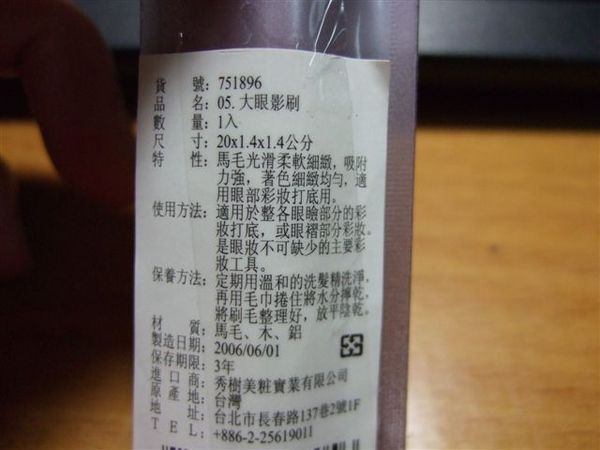 貨　號：751896
品　名：05. 大眼影刷
數　量：1入
尺　寸：20x1.4x1.4公分
特　性：馬毛光滑柔軟細緻，吸附
力強，著色細緻均勻，適
用眼部彩妝打底用。
使用方法：適用於整各眼瞼部分的彩
妝打底，或眼褶部分彩妝。
是眼妝不可缺少的主要彩
妝工具。
保養方法：定期用溫和的洗髮精洗淨，
再用毛巾捲住將水分擰乾，
將刷毛整理好，放平陰乾。
材　質：馬毛、木、鋁
製造日期：2006/06/01
保存期限：3年
進口商：秀樹美粧實業有限公司
原產地：台灣
地　址：台北市長春路137巷2號1F
TEL：+886-2-25619011